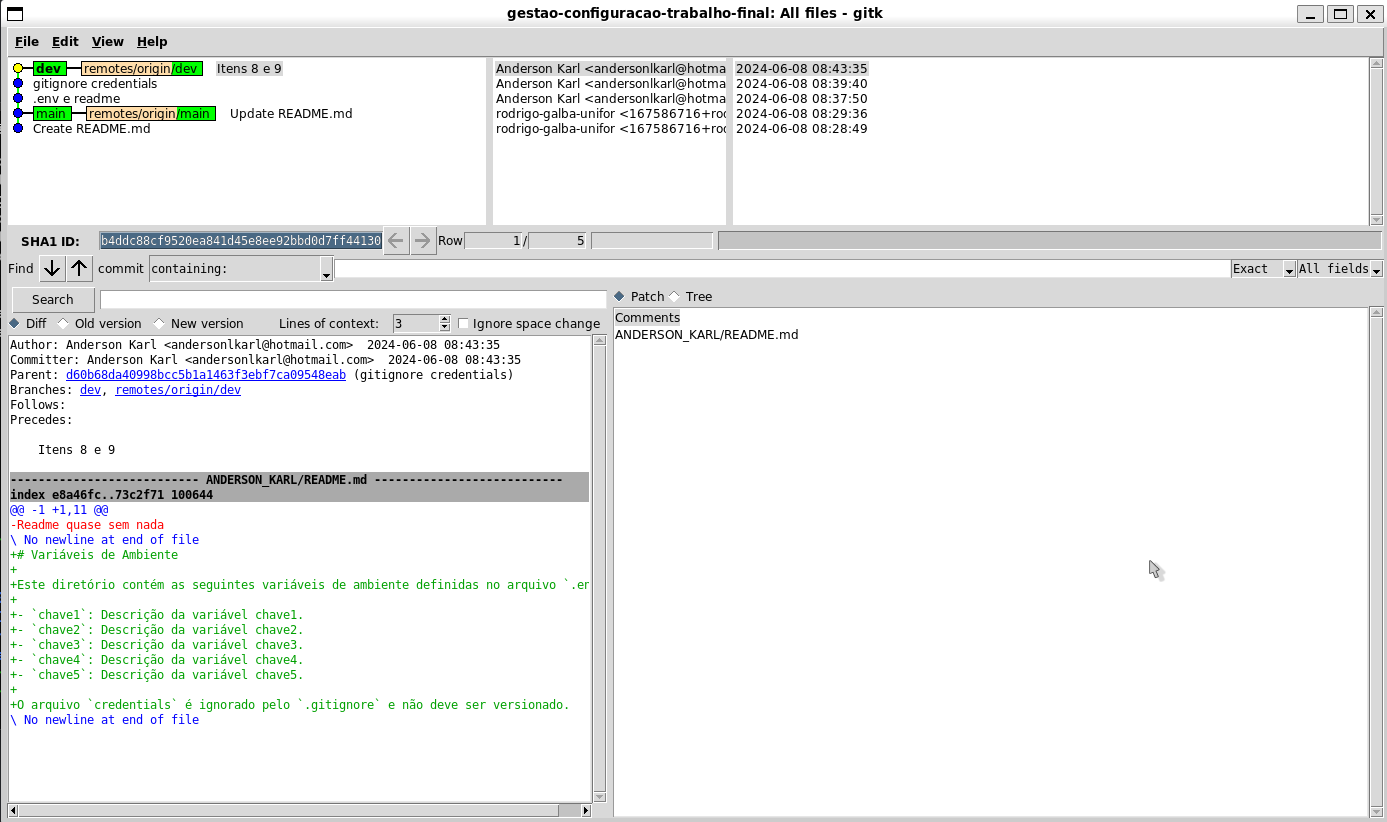 gestao-configuracao-trabalho-final: All files - gitk
File Edit View Help
dev remotes/origin/dev Itens 8 e 9 Anderson Karl <andersonlkarl@hotma 2024-06-08 08:43:35
gitignore credentials Anderson Karl <andersonlkarl@hotma 2024-06-08 08:39:40
.env e readme Anderson Karl <andersonlkarl@hotma 2024-06-08 08:37:50
main remotes/origin/main Update README.md rodrigo-galba-unifor <167586716+roc 2024-06-08 08:29:36
Create README.md rodrigo-galba-unifor <167586716+roc 2024-06-08 08:28:49
SHA1 ID: b4ddc88cf9520ea841d45e8ee92bbd0d7ff44130 Row 1 / 5
Find commit containing: Exact All fields
Search
Diff Old version New version Lines of context: 3 Ignore space change
Author: Anderson Karl <andersonlkarl@hotmail.com> 2024-06-08 08:43:35
Committer: Anderson Karl <andersonlkarl@hotmail.com> 2024-06-08 08:43:35
Parent: d60b68da40998bcc5b1a1463f3ebf7ca09548eab (gitignore credentials)
Branches: dev, remotes/origin/dev
Follows:
Precedes:
Itens 8 e 9
--------------------------- ANDERSON_KARL/README.md ---------------------------
index e8a46fc..73c2f71 100644
@@ -1 +1,11 @@
-Readme quase sem nada
\ No newline at end of file
+# Variáveis de Ambiente
+
+Este diretório contém as seguintes variáveis de ambiente definidas no arquivo `.er
+
+- `chave1`: Descrição da variável chave1.
+- `chave2`: Descrição da variável chave2.
+- `chave3`: Descrição da variável chave3.
+- `chave4`: Descrição da variável chave4.
+- `chave5`: Descrição da variável chave5.
+
+O arquivo `credentials` é ignorado pelo `.gitignore` e não deve ser versionado.
\ No newline at end of file
Patch Tree
Comments
ANDERSON_KARL/README.md